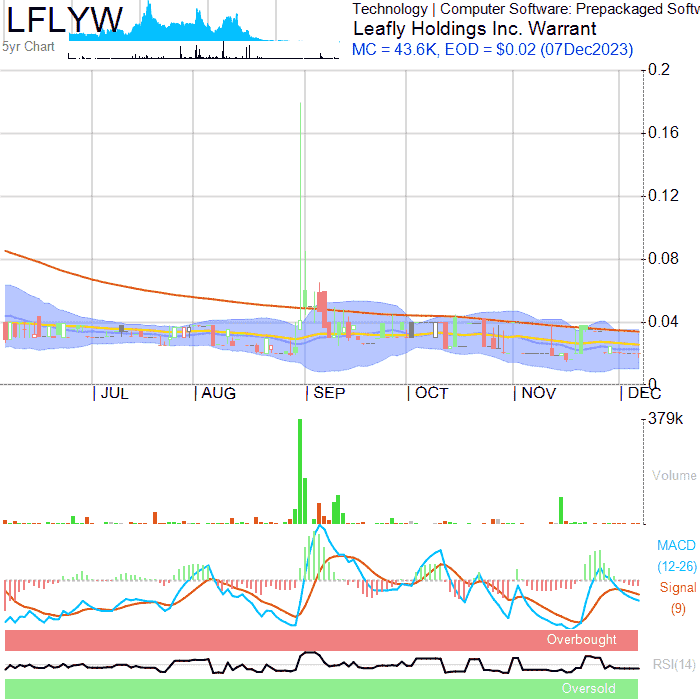 LFLYW
Technology | Computer Software: Prepackaged Softw
Leafly Holdings Inc. Warrant
5yr Chart
MC = 43.6K, EOD = $0.02 (07Dec2023)
0.2
0.16
0.12
0.08
0.04
0
JUL AUG SEP OCT NOV DEC
379k
Volume
MACD
(12-26)
Signal
(9)
Overbought
RSI(14)
Oversold